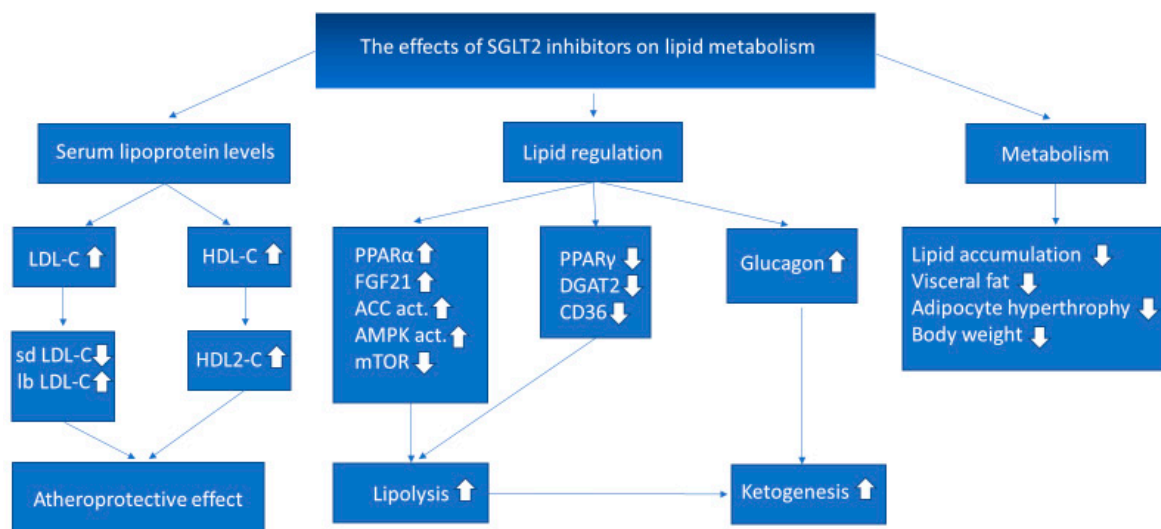 The effects of SGLT2 inhibitors on lipid metabolism
Serum lipoprotein levels
Lipid regulation
Metabolism
LDL-C ⬆
HDL-C ⬆
PPARα ⬆
FGF21 ⬆
ACC act. ⬆
AMPK act. ⬆
mTOR ⬇
PPARγ ⬇
DGAT2 ⬇
CD36 ⬇
Glucagon ⬆
Lipid accumulation ⬇
Visceral fat ⬇
Adipocyte hyperthrophy ⬇
Body weight ⬇
sd LDL-C ⬇
lb LDL-C ⬆
HDL2-C ⬆
Atheroprotective effect
Lipolysis ⬆
Ketogenesis ⬆